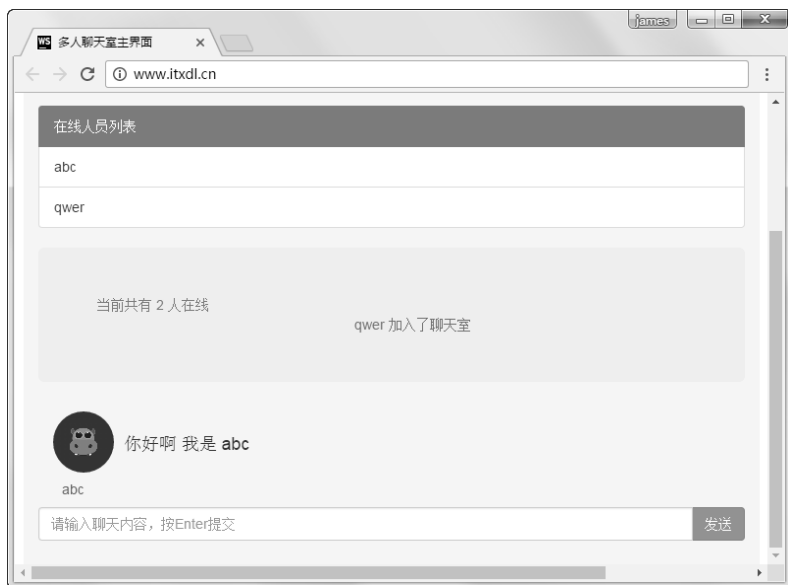 james
WS 多人聊天室主界面
www.itxdl.cn
在线人员列表
abc
qwer
当前共有 2 人在线
qwer 加入了聊天室
你好啊 我是 abc
abc
请输入聊天内容，按Enter提交
发送